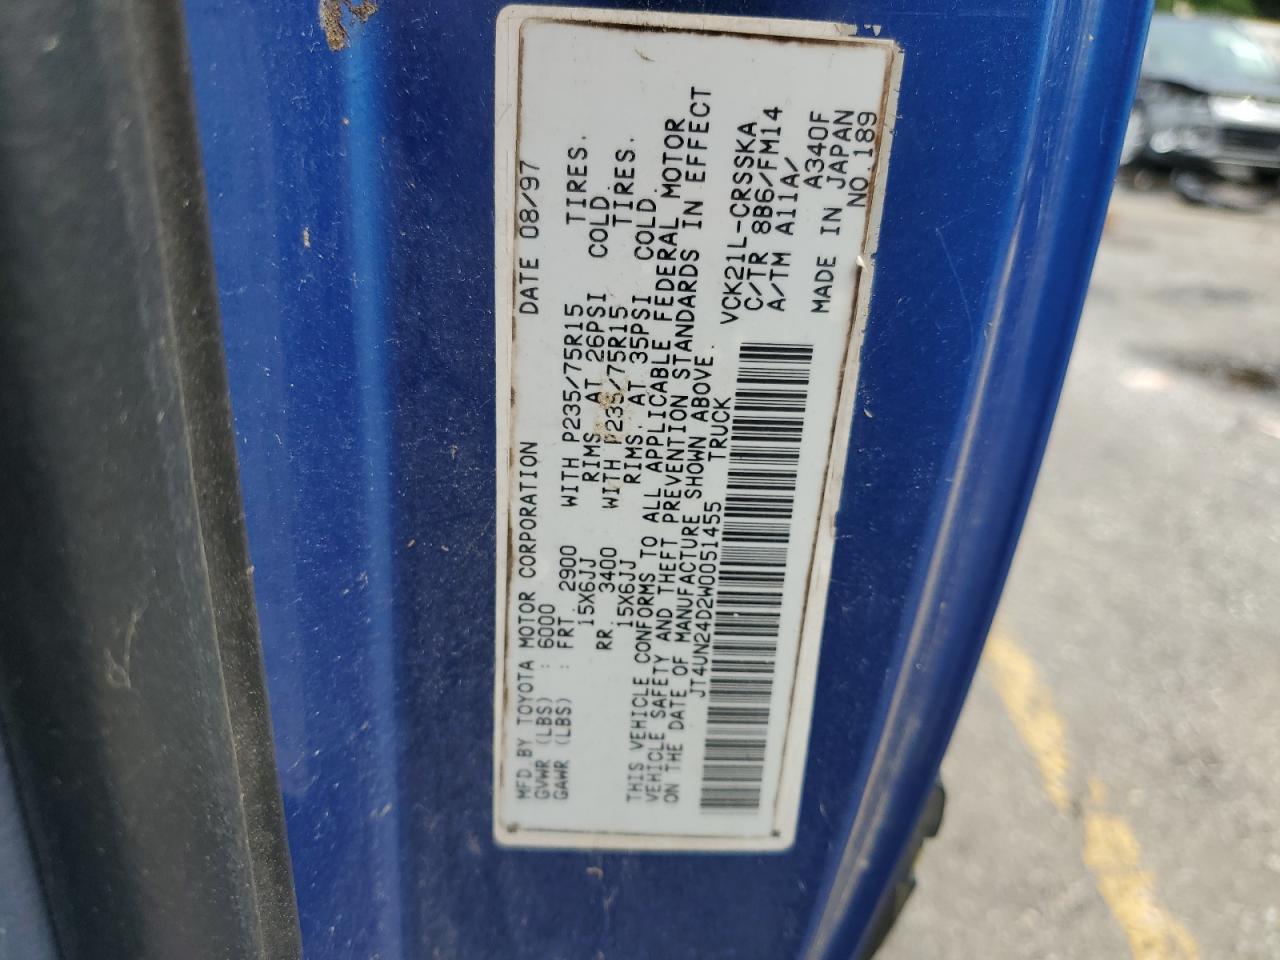 MFD BY TOYOTA MOTOR CORPORATION DATE 08/97
GVWR (LBS) : 6000
GAWR (LBS) : FRT 2900 WITH P235/75R15 TIRES.
15X6JJ RIMS AT 26PSI COLD.
RR 3400 WITH P235/75R15 TIRES.
15X6JJ RIMS, AT 35PSI COLD.
THIS VEHICLE CONFORMS TO ALL APPLICABLE FEDERAL MOTOR
VEHICLE SAFETY AND THEFT PREVENTION STANDARDS IN EFFECT
ON THE DATE OF MANUFACTURE SHOWN ABOVE.
JT4UN24D2W0051455 TRUCK
VCK21L-CRSSKA
C/TR 8B6/FM14
A/TM A11A/
A340F
MADE IN JAPAN
NO.189